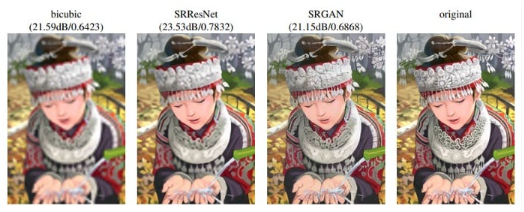 bicubic
(21.59dB/0.6423)
SRResNet
(23.53dB/0.7832)
SRGAN
(21.15dB/0.6868)
original